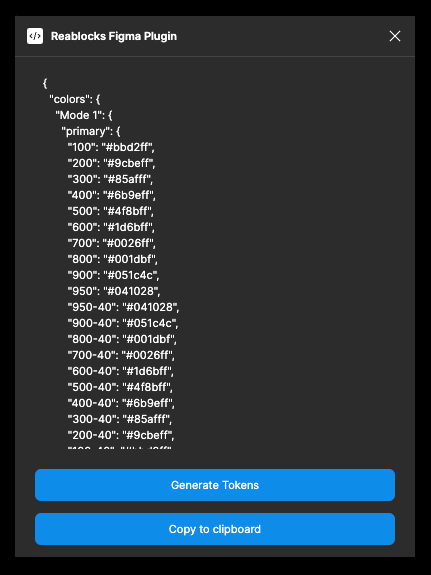 </>
Reablocks Figma Plugin
{
"colors": {
"Mode 1": {
"primary": {
"100": "#bbd2ff",
"200": "#9cbeff",
"300": "#85afff",
"400": "#6b9eff",
"500": "#4f8bff",
"600": "#1d6bff",
"700": "#0026ff",
"800": "#001dbf",
"900": "#051c4c",
"950": "#041028",
"950-40": "#041028",
"900-40": "#051c4c",
"800-40": "#001dbf",
"700-40": "#0026ff",
"600-40": "#1d6bff",
"500-40": "#4f8bff",
"400-40": "#6b9eff",
"300-40": "#85afff",
"200-40": "#9cbeff",
Generate Tokens
Copy to clipboard